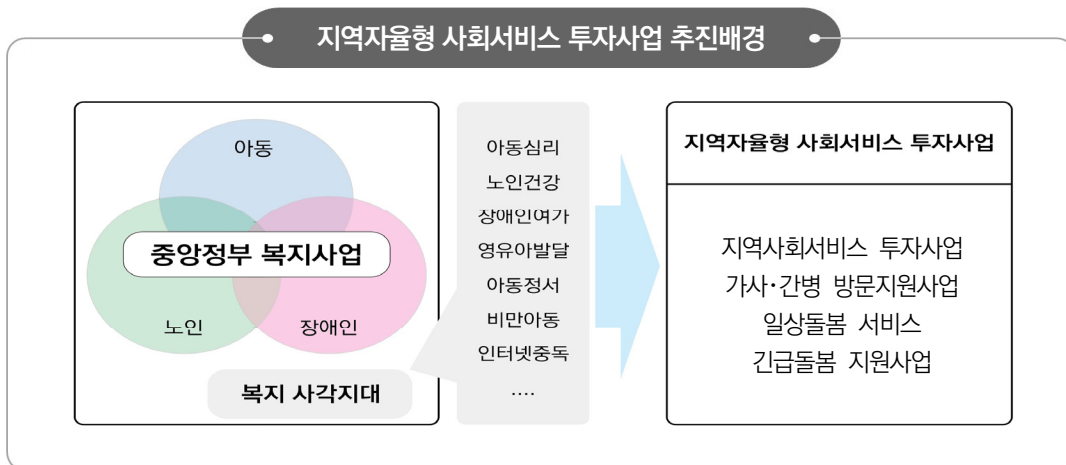 지역자율형 사회서비스 투자사업 추진배경
아동
중앙정부 복지사업
노인
장애인
복지 사각지대
아동심리
노인건강
장애인여가
영유아발달
아동정서
비만아동
인터넷중독
....
지역자율형 사회서비스 투자사업
지역사회서비스 투자사업
가사·간병 방문지원사업
일상돌봄 서비스
긴급돌봄 지원사업